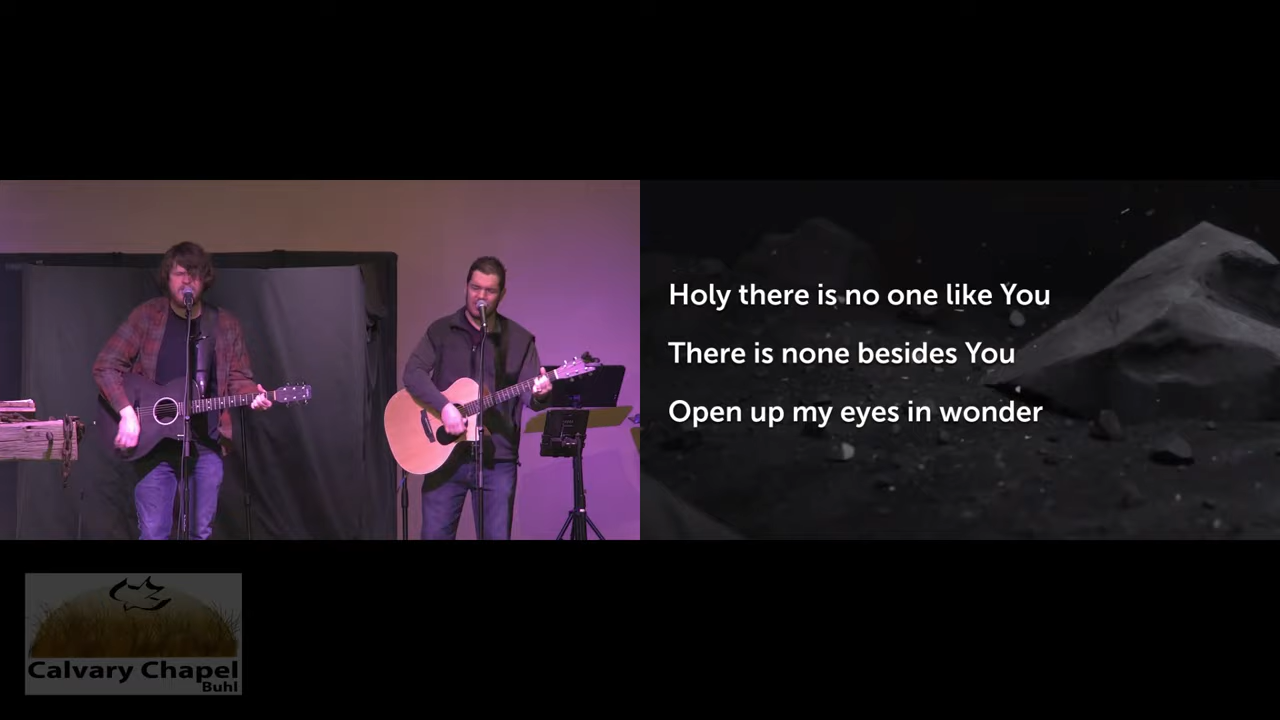 Holy there is no one like You
There is none besides You
Open up my eyes in wonder
Calvary Chapel
Buhl